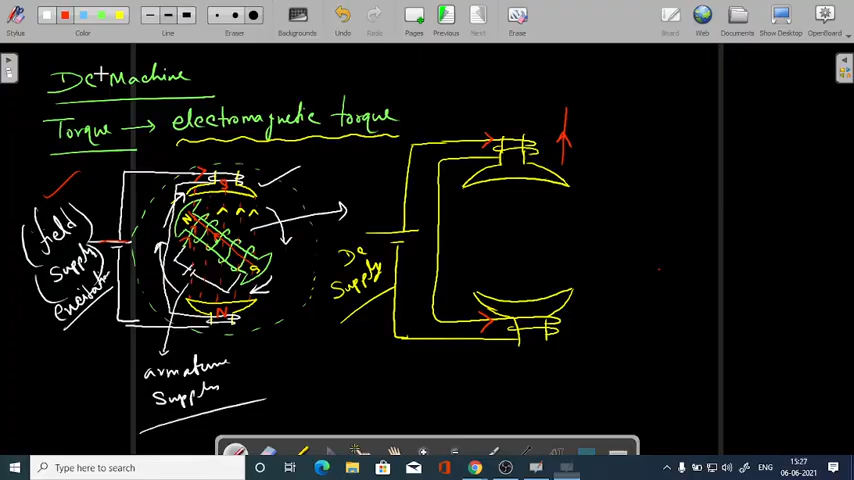 Stylus
Color
Line
Eraser
Backgrounds
Undo
Redo
Pages
Previous
Next
Erase
Board
Web
Documents
Show Desktop
OpenBoard
Dc Machine
Torque → electromagnetic torque
S
N
S
N
(field
Supply)
armature
Supply
Dc
Supply
Type here to search
ENG
15:27
06-06-2021